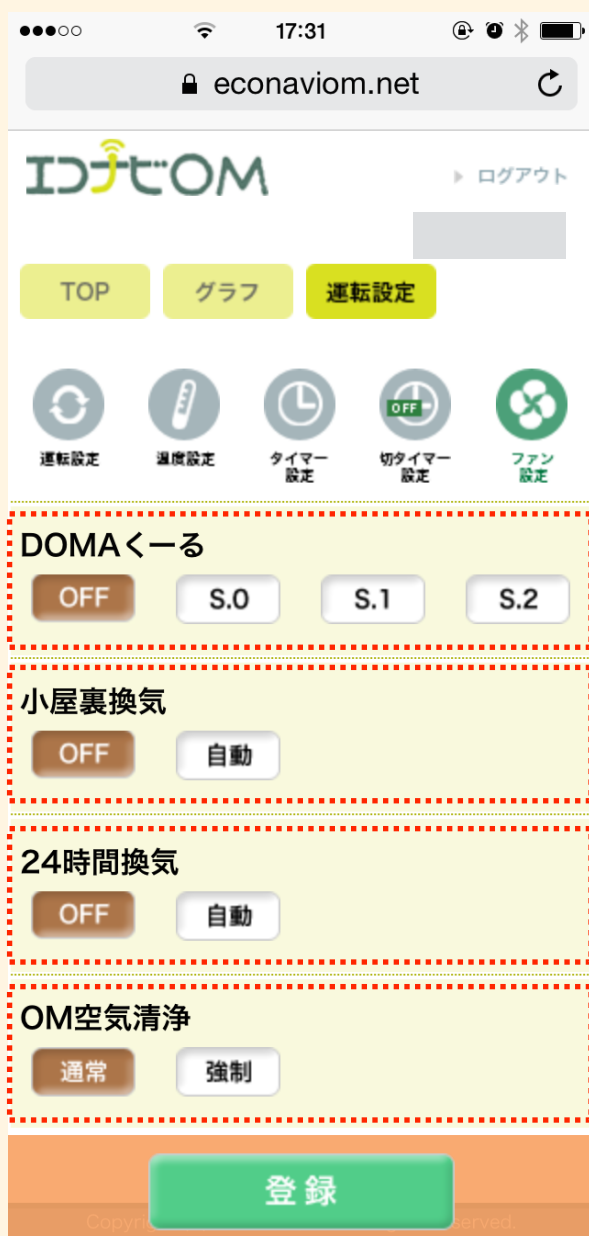 17:31
econaviom.net
エコナビOM
ログアウト
TOP グラフ 運転設定
OFF
運転設定 温度設定 タイマー設定 切タイマー設定 ファン設定
DOMAくーる
OFF S.0 S.1 S.2
小屋裏換気
OFF 自動
24時間換気
OFF 自動
OM空気清浄
通常 強制
登録